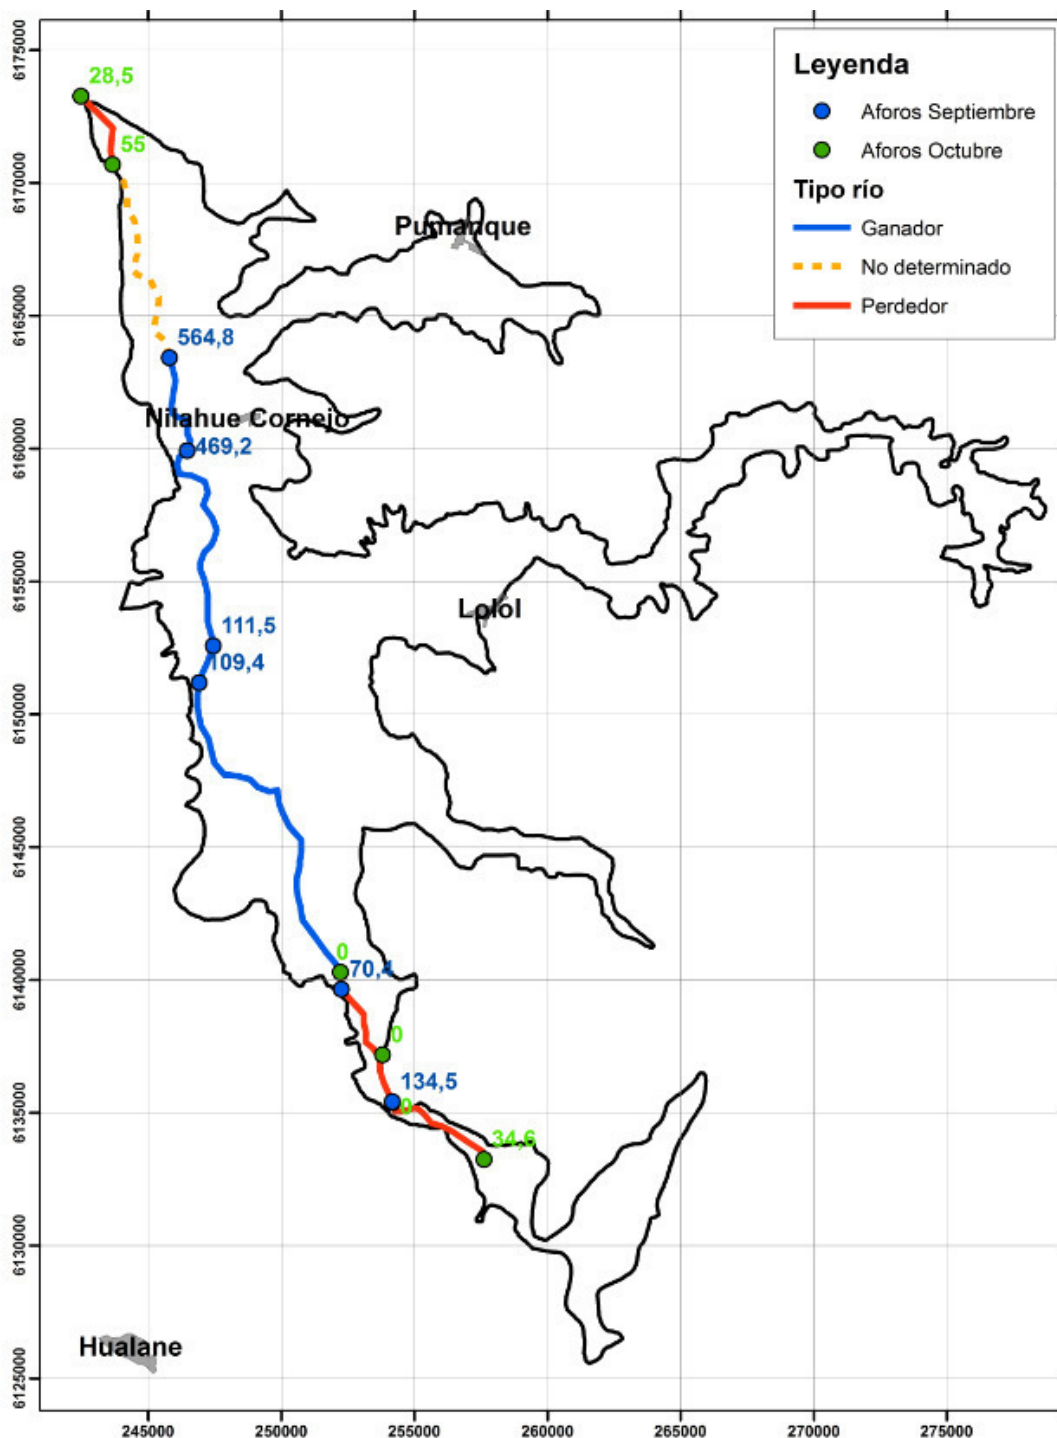 6175000
6170000
6165000
6160000
6155000
6150000
6145000
6140000
6135000
6130000
6125000
Leyenda
Aforos Septiembre
Aforos Octubre
Tipo río
Ganador
No determinado
Perdedor
28,5
55
Pumanque
564,8
Nilahue Cornejo
469,2
Lolol
111,5
109,4
0
70,4
0
134,5
0
34,6
Hualane
245000 250000 255000 260000 265000 270000 275000